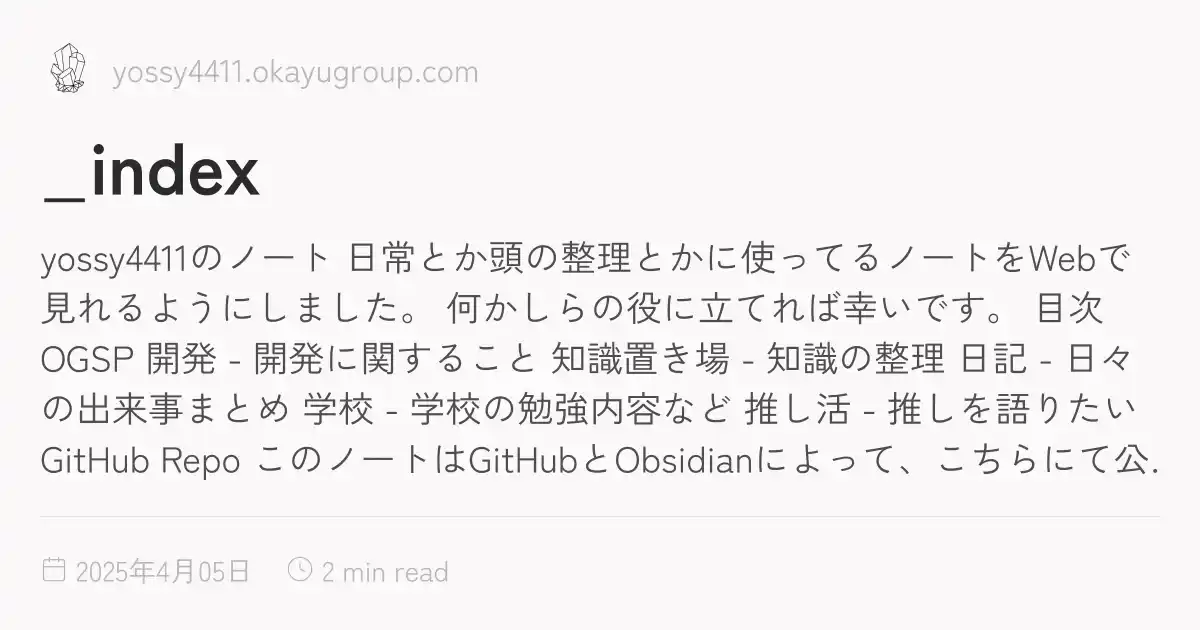 yossy4411.okayugroup.com
_index
yossy4411のノート 日常とか頭の整理とかに使ってるノートをWebで
見れるようにしました。 何かしらの役に立てれば幸いです。 目次
OGSP 開発 - 開発に関すること 知識置き場 - 知識の整理 日記 - 日々
の出来事まとめ 学校 - 学校の勉強内容など 推し活 - 推しを語りたい
GitHub Repo このノートはGitHubとObsidianによって、こちらにて公.
2025年4月05日 2 min read